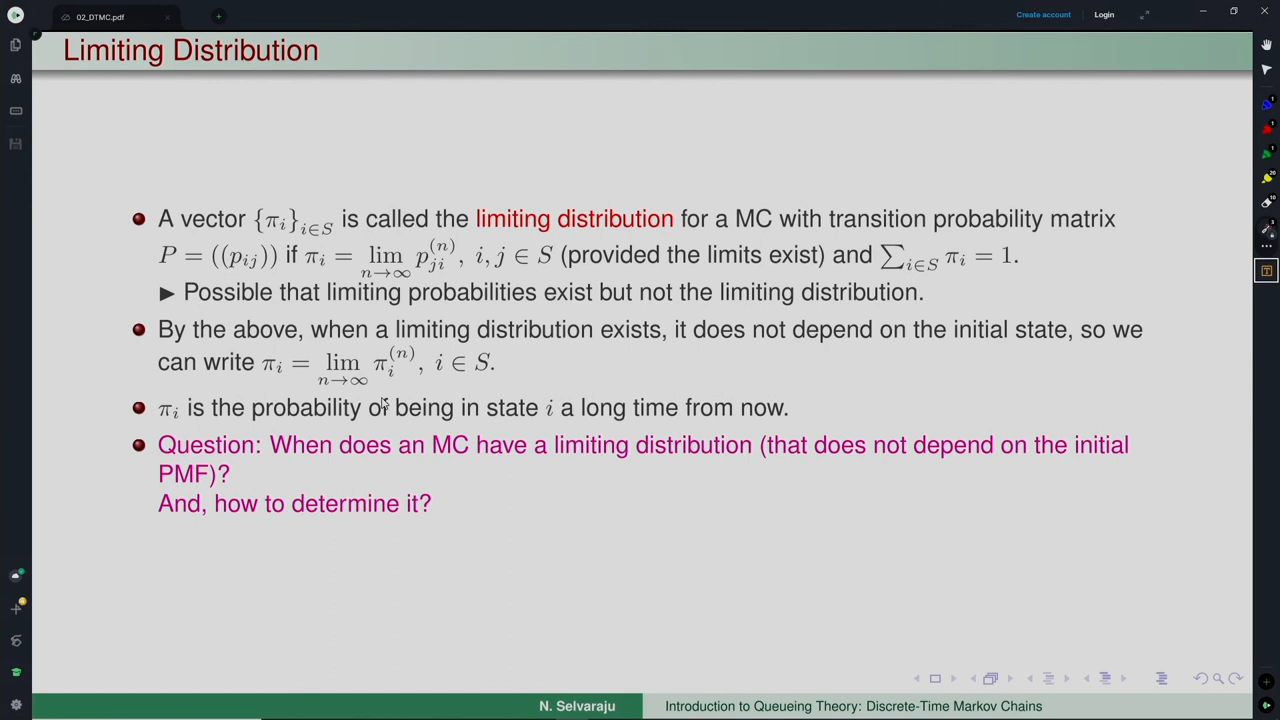 02_DTMC.pdf
Create account
Login
Limiting Distribution
A vector {π_i}_{i∈S} is called the limiting distribution for a MC with transition probability matrix
P = ((p_{ij})) if π_i = lim_{n→∞} p_{ji}^{(n)}, i, j ∈ S (provided the limits exist) and ∑_{i∈S} π_i = 1.
▶ Possible that limiting probabilities exist but not the limiting distribution.
By the above, when a limiting distribution exists, it does not depend on the initial state, so we
can write π_i = lim_{n→∞} π_i^{(n)}, i ∈ S.
π_i is the probability of being in state i a long time from now.
Question: When does an MC have a limiting distribution (that does not depend on the initial
PMF)?
And, how to determine it?
N. Selvaraju
Introduction to Queueing Theory: Discrete-Time Markov Chains